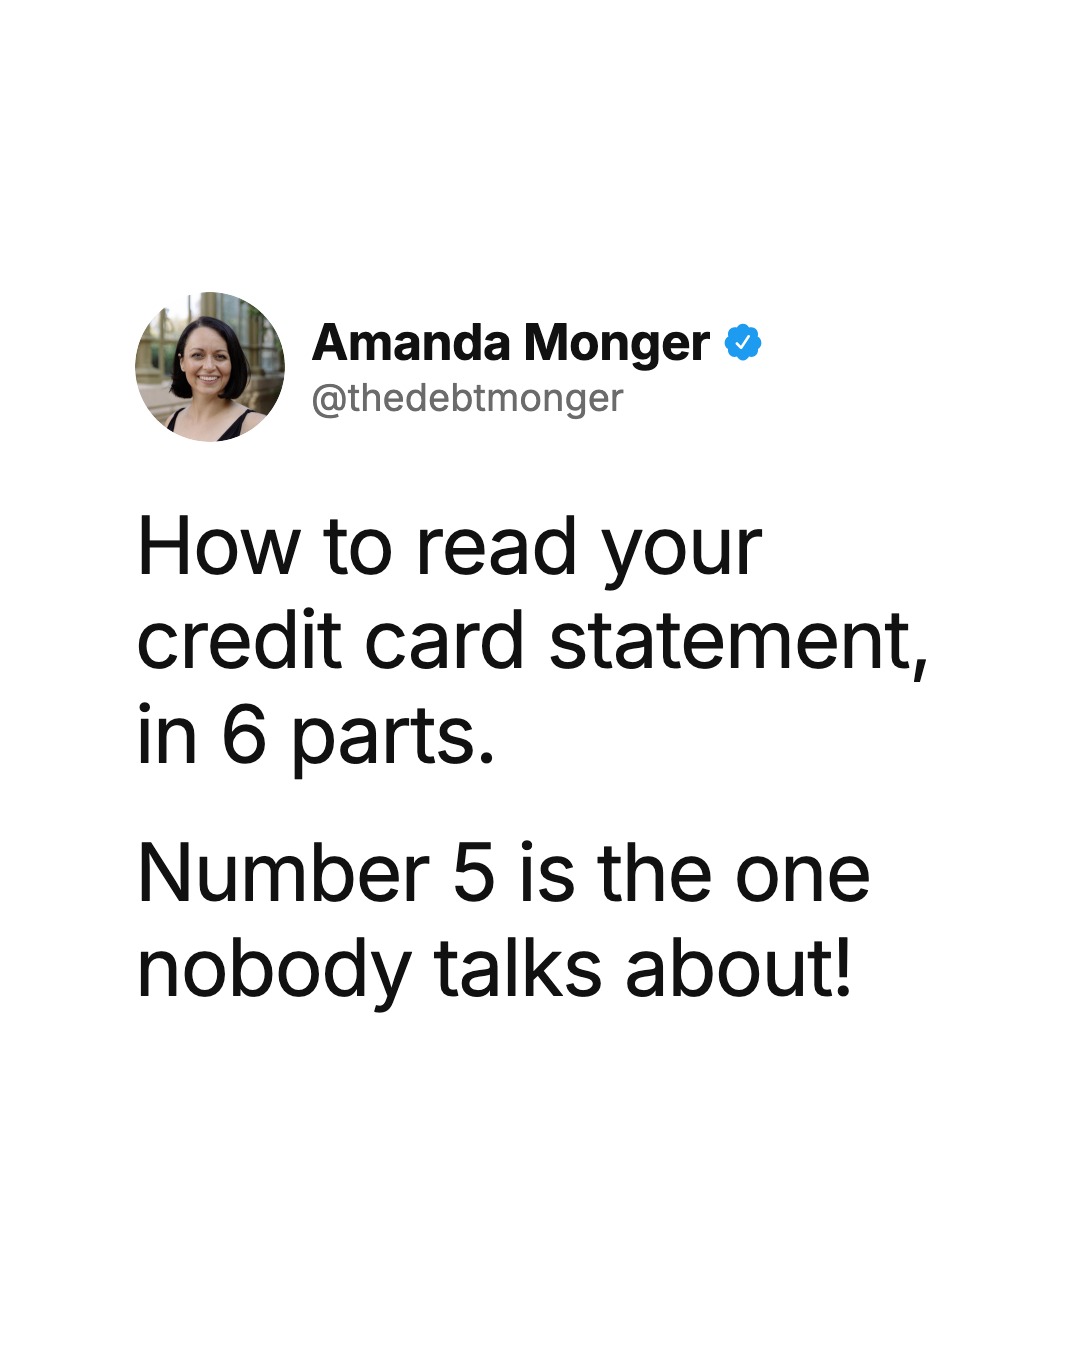 Amanda Monger
@thedebtmonger
How to read your
credit card statement,
in 6 parts.
Number 5 is the one
nobody talks about!